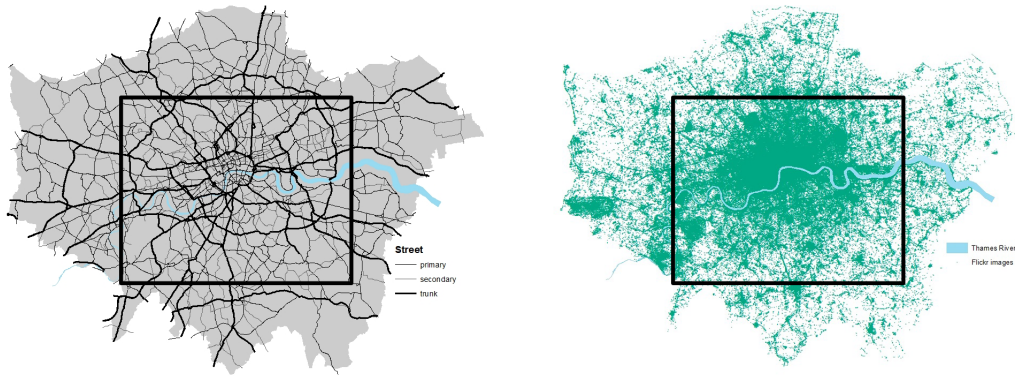 Street
primary
secondary
trunk
Thames River
Flickr images